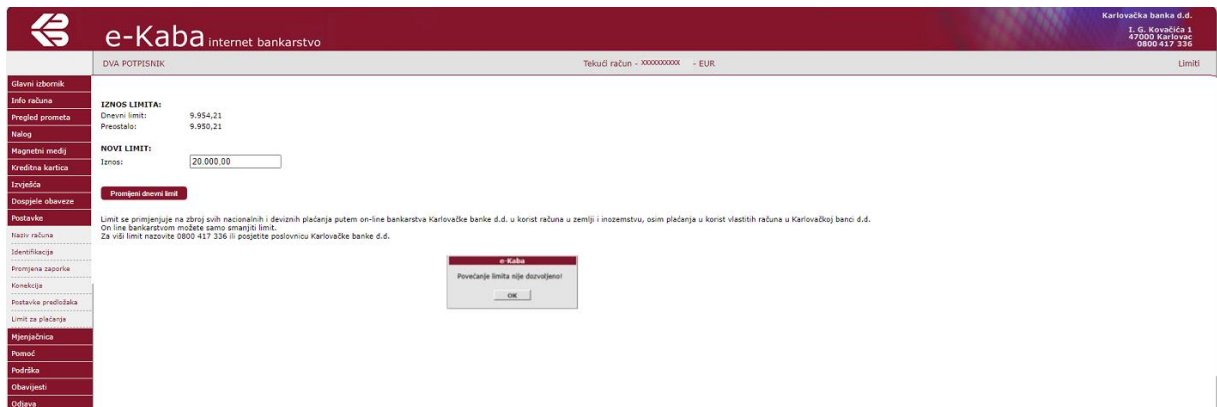 e-Kaba internet bankarstvo
Karlovačka banka d.d.
I. G. Kovačića 1
47000 Karlovac
0800 417 336
DVA POTPISNIK
Tekući račun - XXXXXXXXXX - EUR
Limiti
Glavni izbornik
Info računa
Pregled prometa
Nalog
Magnetni medij
Kreditna kartica
Izvješća
Dospjele obaveze
Postavke
Naziv računa
Identifikacija
Promjena zaporke
Konekcija
Postavke predložaka
Limit za plaćanja
Mjenjačnica
Pomoć
Podrška
Obavijesti
Odjava
IZNOS LIMITA:
Dnevni limit: 9.954,21
Preostalo: 9.950,21
NOVI LIMIT:
Iznos: 20.000,00
Promijeni dnevni limit
Limit se primjenjuje na zbroj svih nacionalnih i deviznih plaćanja putem on-line bankarstva Karlovačke banke d.d. u korist računa u zemlji i inozemstvu, osim plaćanja u korist vlastitih računa u Karlovačkoj banci d.d.
On line bankarstvom možete samo smanjiti limit.
Za viši limit nazovite 0800 417 336 ili posjetite poslovnicu Karlovačke banke d.d.
e-Kaba
Povećanje limita nije dozvoljeno!
OK